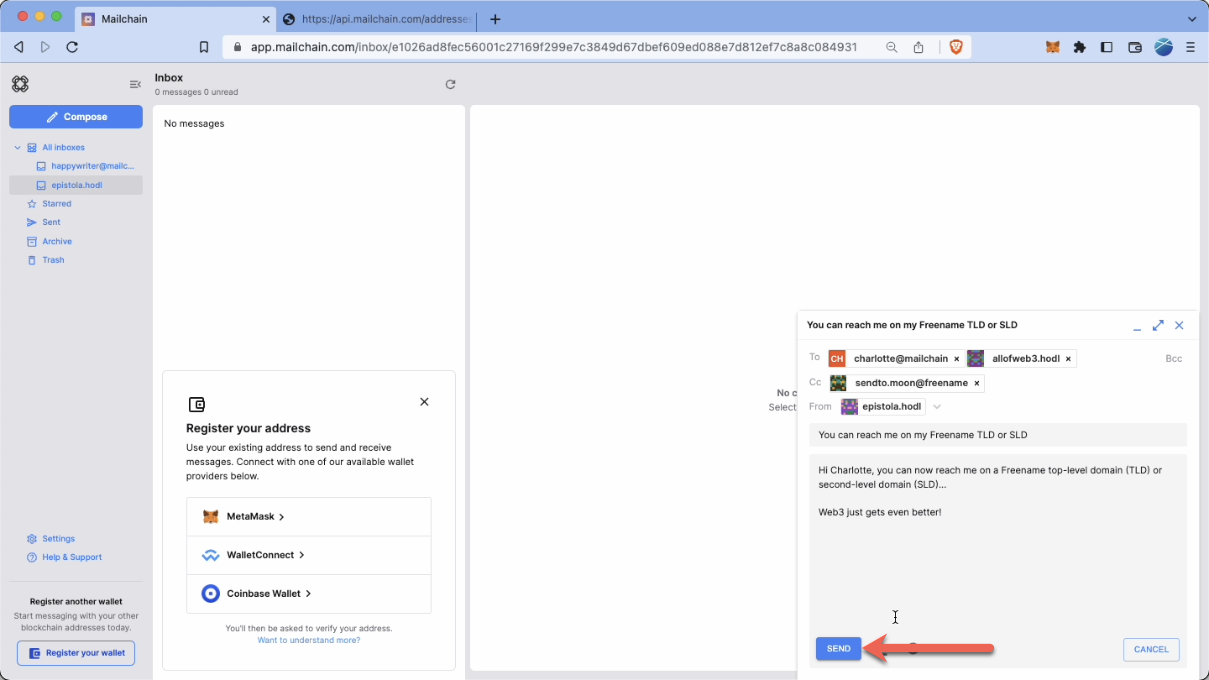 Mailchain
https://api.mailchain.com/addresse
app.mailchain.com/inbox/e1026ad8fec56001c27169f299e7c3849d67dbef609ed088e7d812ef7c8a8c084931
Inbox
0 messages 0 unread
Compose
No messages
All inboxes
happywriter@mailc...
epistola.hodl
Starred
Sent
Archive
Trash
Settings
Help & Support
Register another wallet
Start messaging with your other
blockchain addresses today.
Register your wallet
Register your address
Use your existing address to send and receive
messages. Connect with one of our available wallet
providers below.
MetaMask
WalletConnect
Coinbase Wallet
You'll then be asked to verify your address.
Want to understand more?
No c
Select
You can reach me on my Freename TLD or SLD
To CH charlotte@mailchain × allofweb3.hodl × Bcc
Cc sendto.moon@freename ×
From epistola.hodl
You can reach me on my Freename TLD or SLD
Hi Charlotte, you can now reach me on a Freename top-level domain (TLD) or
second-level domain (SLD)...
Web3 just gets even better!
SEND
CANCEL